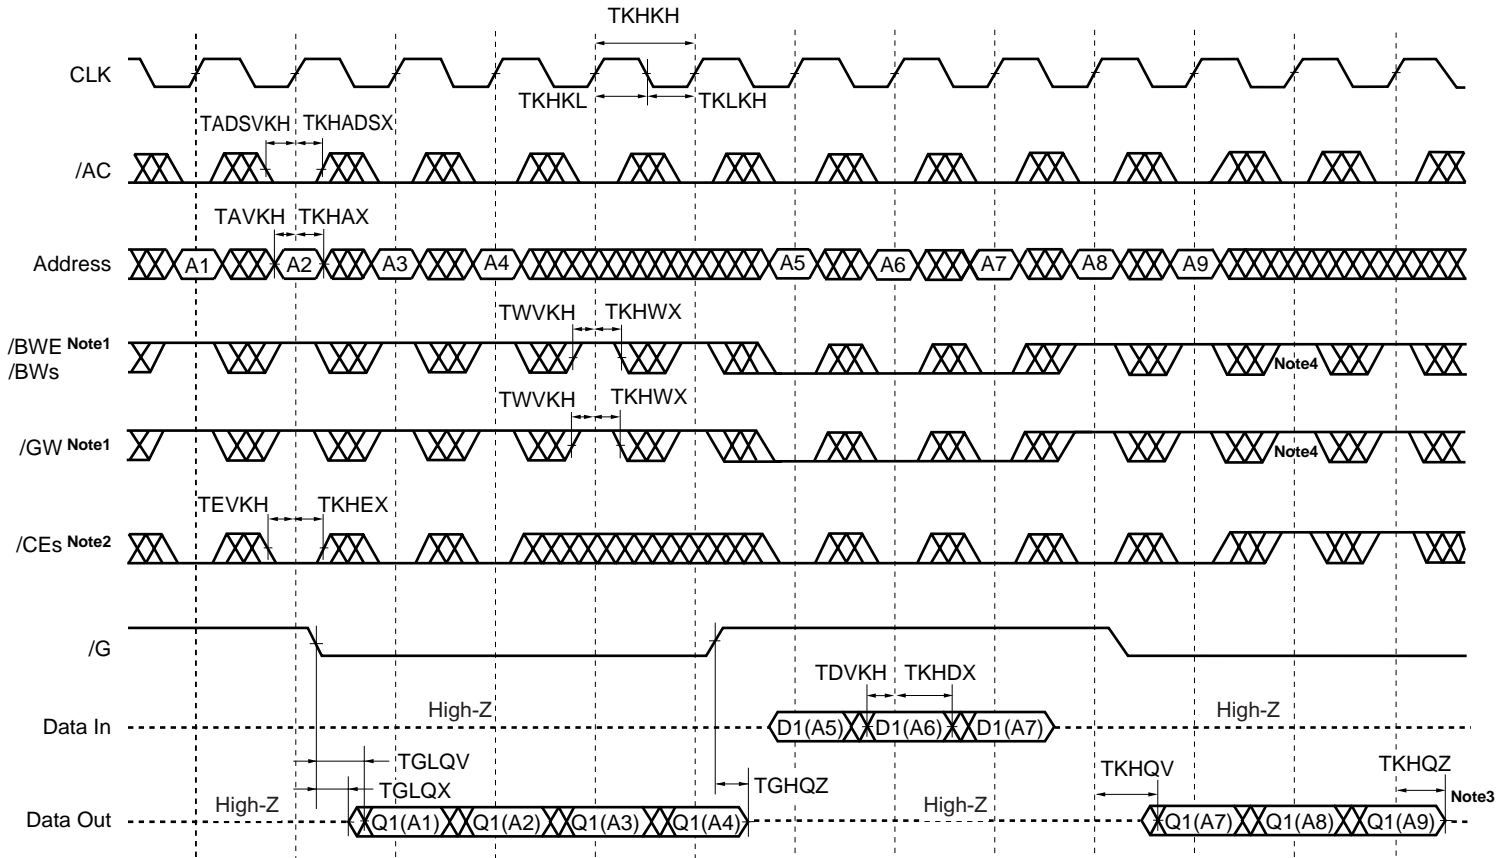 TKHKH
CLK
TKHKL
TKLKH
TADSVKH
TKHADSX
/AC
TAVKH
TKHAX
Address
A1
A2
A3
A4
A5
A6
A7
A8
A9
TWVKH
TKHWX
/BWE Note1
/BWs
Note4
TWVKH
TKHWX
/GW Note1
Note4
TEVKH
TKHEX
/CEs Note2
/G
TDVKH
TKHDX
High-Z
High-Z
Data In
D1(A5)
D1(A6)
D1(A7)
TGLQV
TGLQX
TGHQZ
TKHQV
TKHQZ
Note3
High-Z
High-Z
Data Out
Q1(A1)
Q1(A2)
Q1(A3)
Q1(A4)
Q1(A7)
Q1(A8)
Q1(A9)